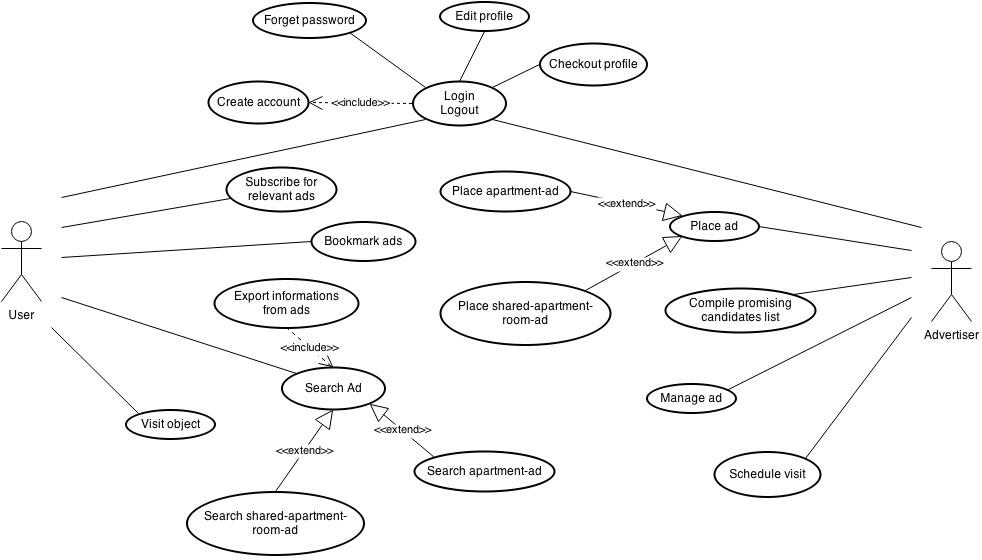 Forget password
Edit profile
Checkout profile
Create account
<<include>>
Login
Logout
Subscribe for
relevant ads
Place apartment-ad
<<extend>>
Place ad
Bookmark ads
<<extend>>
User
Export informations
from ads
Place shared-apartment-
room-ad
Compile promising
candidates list
Advertiser
<<include>>
Search Ad
Manage ad
Visit object
<<extend>>
<<extend>>
Search apartment-ad
Schedule visit
Search shared-apartment-
room-ad